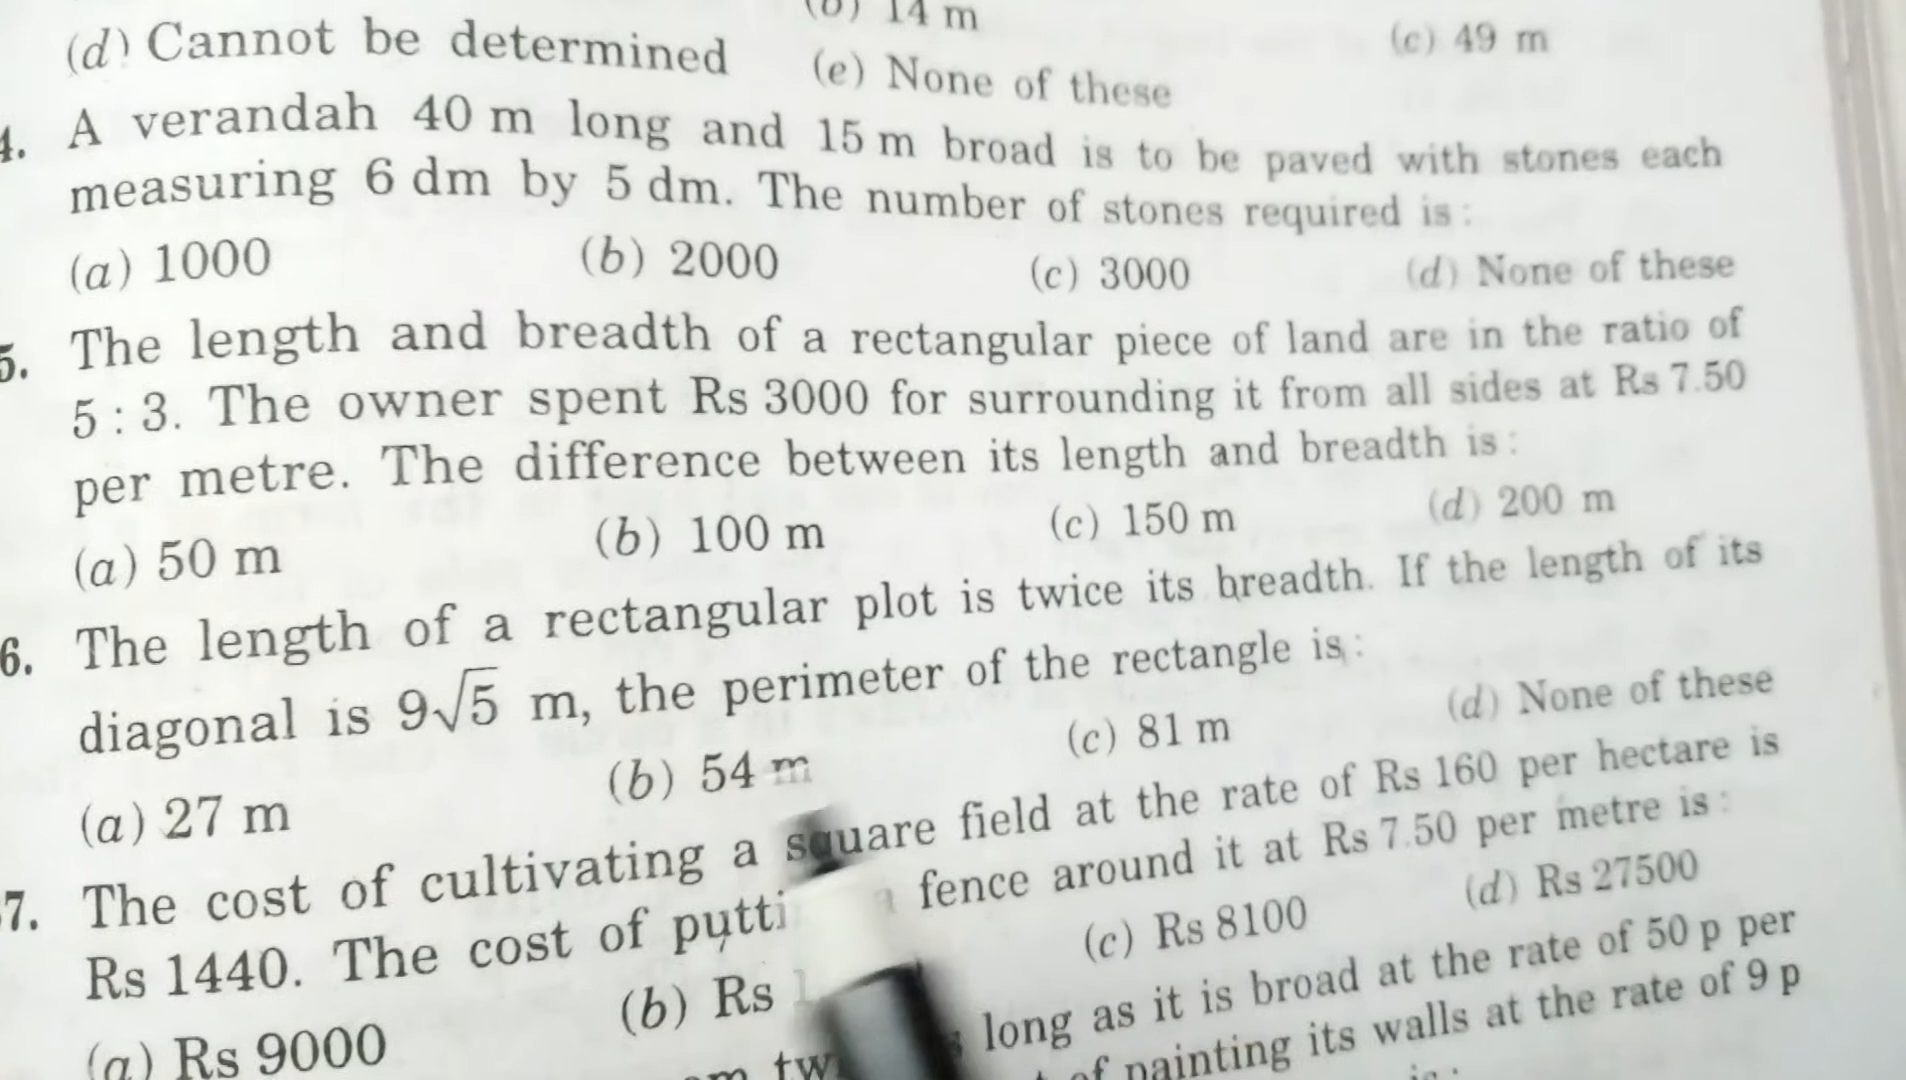 (b) 14 m
(c) 49 m
(d) Cannot be determined (e) None of these
4. A verandah 40 m long and 15 m broad is to be paved with stones each
measuring 6 dm by 5 dm. The number of stones required is :
(a) 1000 (b) 2000 (c) 3000 (d) None of these
5. The length and breadth of a rectangular piece of land are in the ratio of
5 : 3. The owner spent Rs 3000 for surrounding it from all sides at Rs 7.50
per metre. The difference between its length and breadth is :
(a) 50 m (b) 100 m (c) 150 m (d) 200 m
6. The length of a rectangular plot is twice its breadth. If the length of its
diagonal is 9√5 m, the perimeter of the rectangle is :
(a) 27 m (b) 54 m (c) 81 m (d) None of these
7. The cost of cultivating a square field at the rate of Rs 160 per hectare is
Rs 1440. The cost of putti a fence around it at Rs 7.50 per metre is :
(a) Rs 9000 (b) Rs (c) Rs 8100 (d) Rs 27500
long as it is broad at the rate of 50 p per
of painting its walls at the rate of 9 p